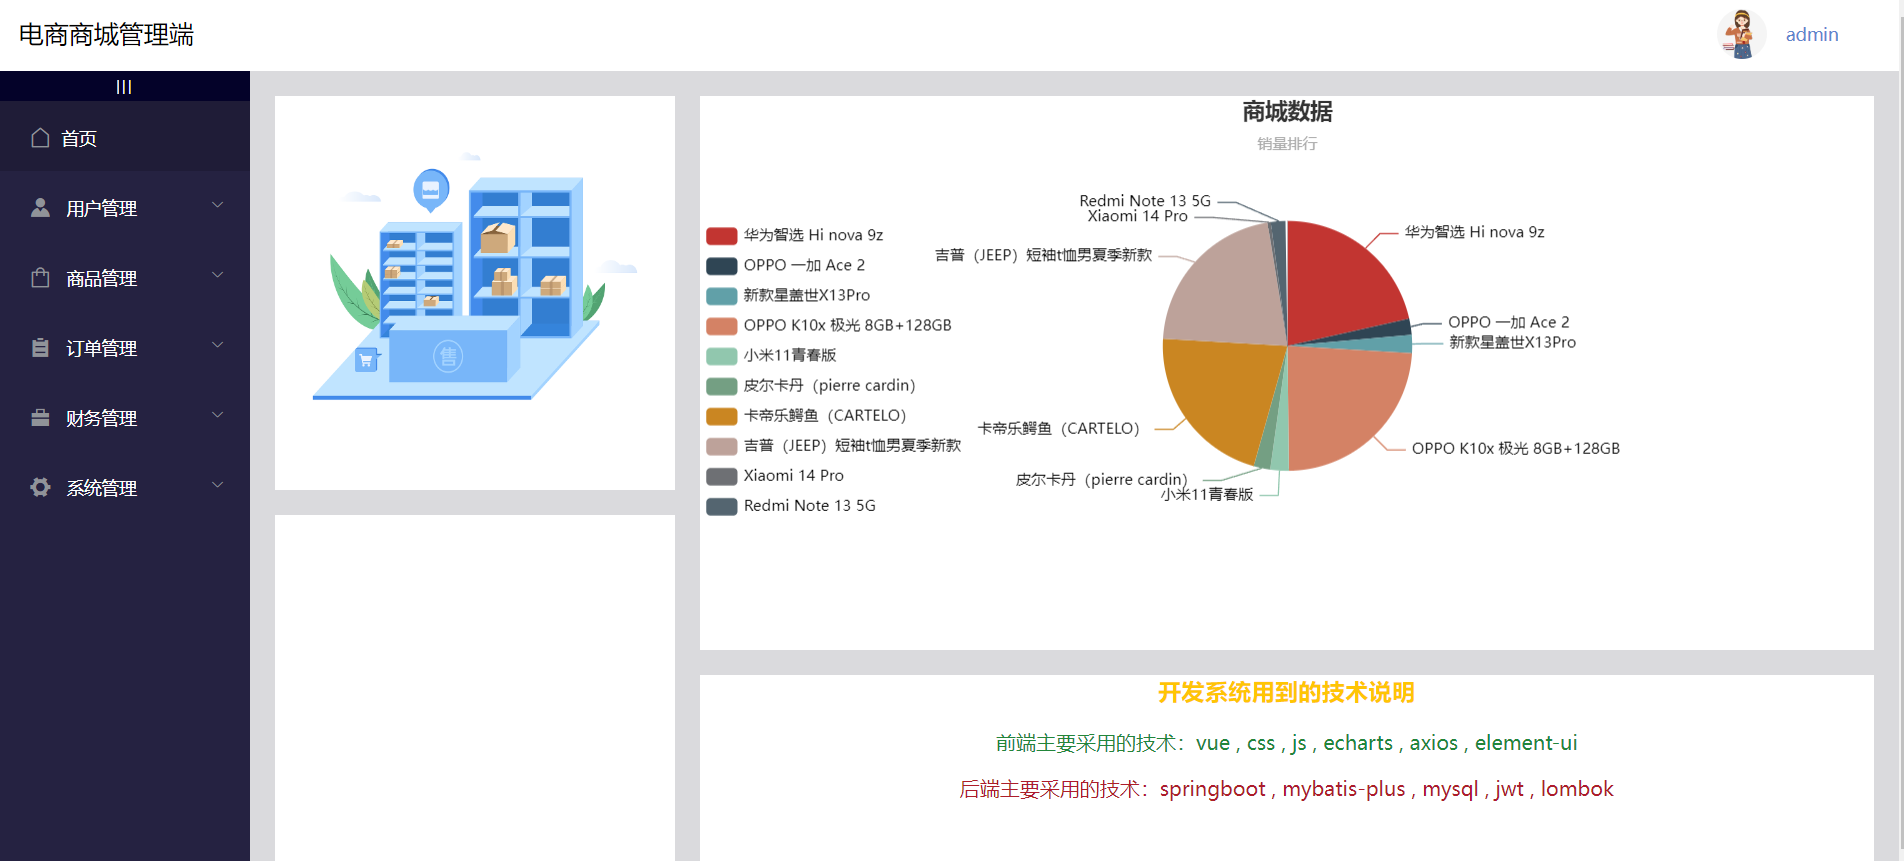 电商商城管理端
admin
首页
用户管理
商品管理
订单管理
财务管理
系统管理
售
商城数据
销量排行
华为智选 Hi nova 9z
OPPO 一加 Ace 2
新款星盖世X13Pro
OPPO K10x 极光 8GB+128GB
小米11青春版
皮尔卡丹（pierre cardin）
卡帝乐鳄鱼（CARTELO）
吉普（JEEP）短袖t恤男夏季新款
Xiaomi 14 Pro
Redmi Note 13 5G
Redmi Note 13 5G
Xiaomi 14 Pro
吉普（JEEP）短袖t恤男夏季新款
卡帝乐鳄鱼（CARTELO）
皮尔卡丹（pierre cardin）
小米11青春版
华为智选 Hi nova 9z
OPPO 一加 Ace 2
新款星盖世X13Pro
OPPO K10x 极光 8GB+128GB
开发系统用到的技术说明
前端主要采用的技术：vue , css , js , echarts , axios , element-ui
后端主要采用的技术：springboot , mybatis-plus , mysql , jwt , lombok